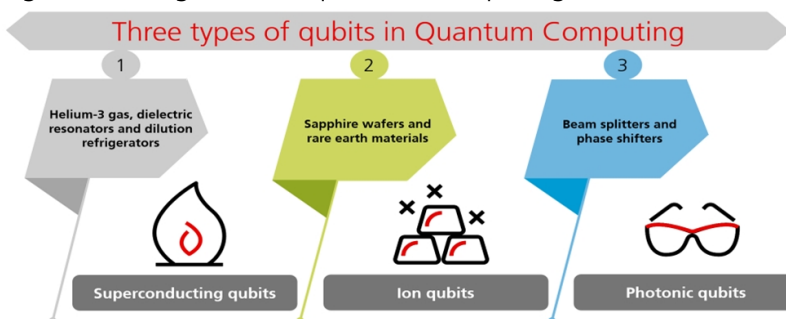 Three types of qubits in Quantum Computing
1
2
3
Helium-3 gas, dielectric
resonators and dilution
refrigerators
Sapphire wafers and
rare earth materials
Beam splitters and
phase shifters
Superconducting qubits
Ion qubits
Photonic qubits